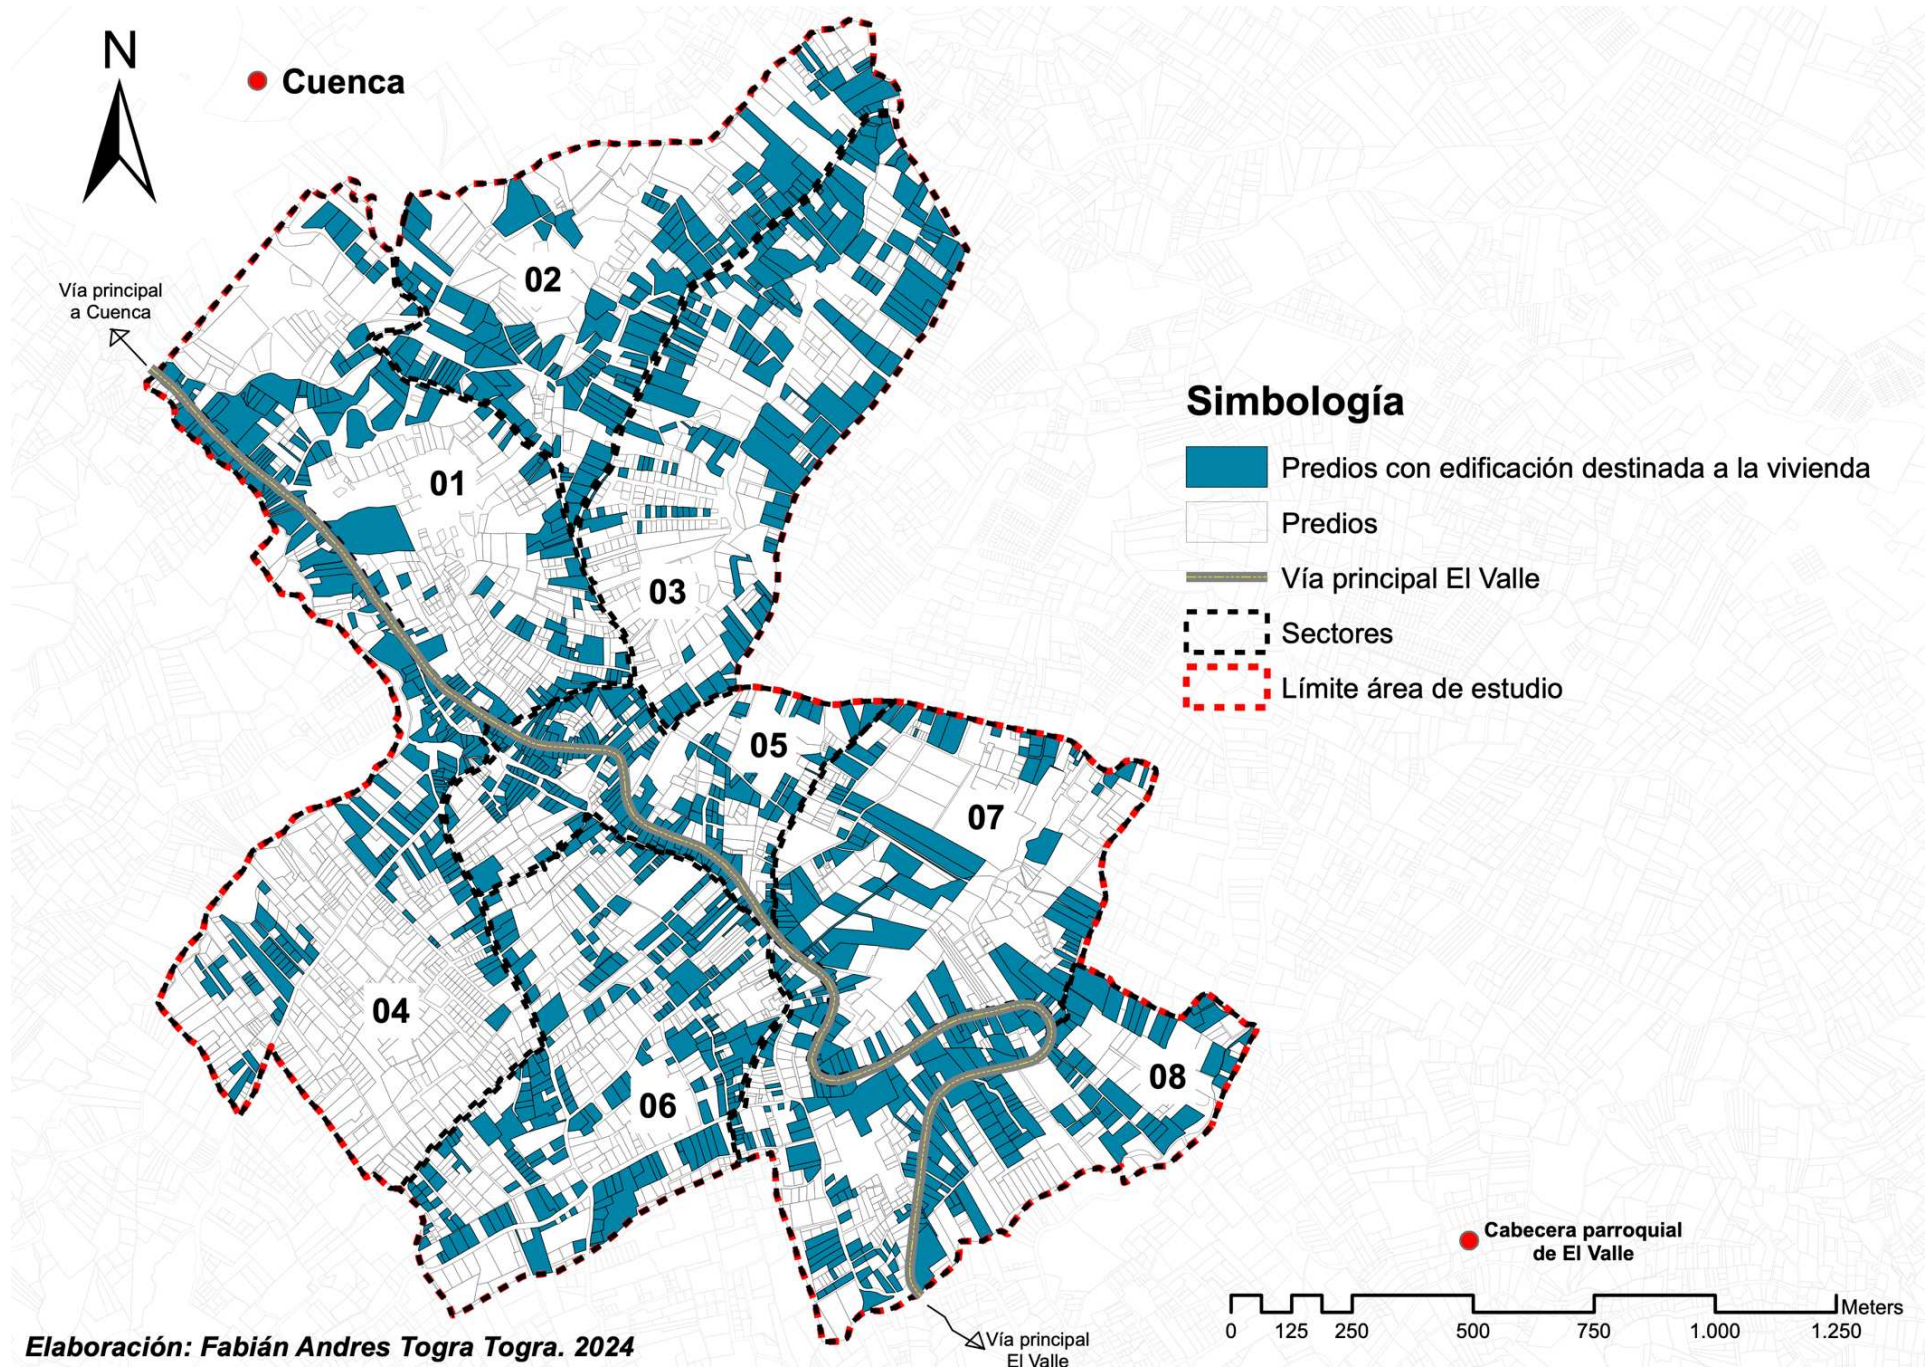 N
Cuenca
Vía principal
a Cuenca
02
01
03
05
07
04
06
08
Simbología
Predios con edificación destinada a la vivienda
Predios
Vía principal El Valle
Sectores
Límite área de estudio
Cabecera parroquial
de El Valle
Meters
0 125 250 500 750 1.000 1.250
Vía principal
El Valle
Elaboración: Fabián Andres Togra Togra. 2024